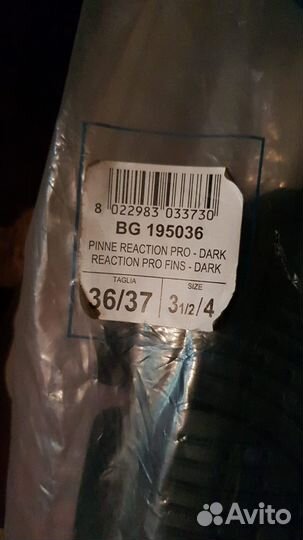 8 022983 033730
BG 195036
PINNE REACTION PRO - DARK
REACTION PRO FINS - DARK
TAGLIA SIZE
36/37 3 1/2 / 4
Avito